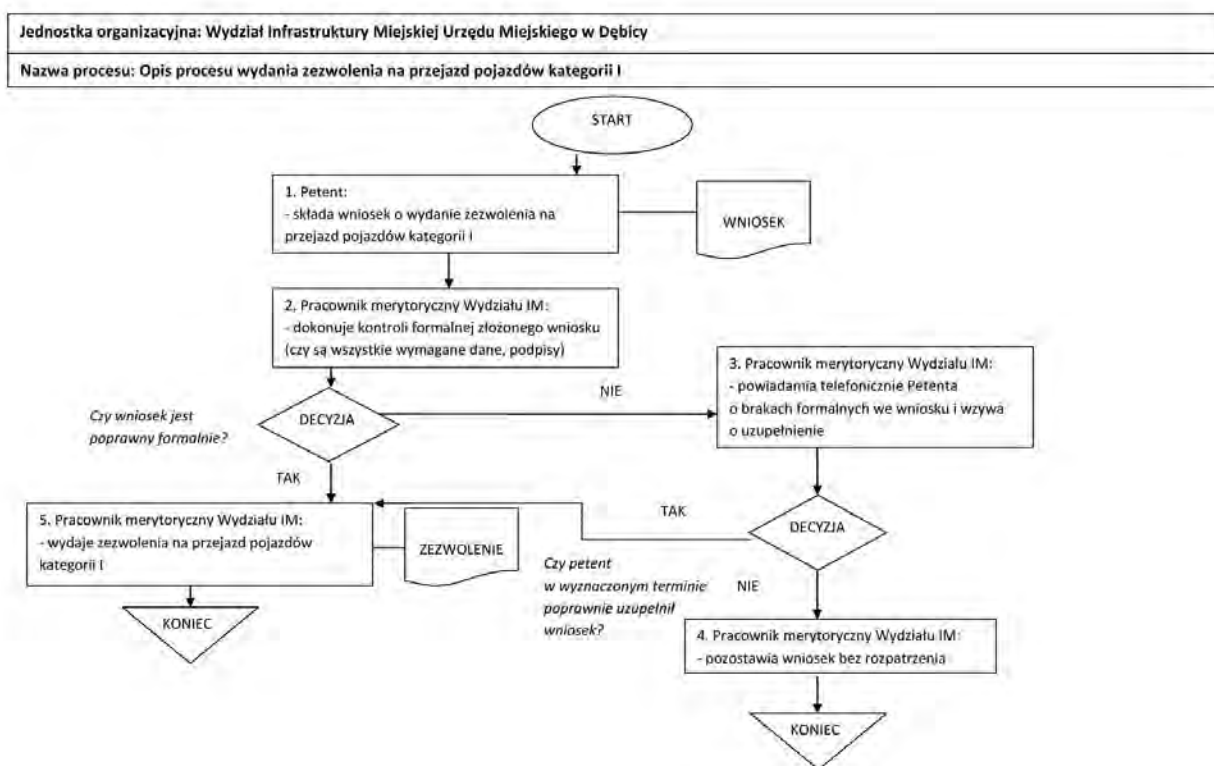 Jednostka organizacyjna: Wydział Infrastruktury Miejskiej Urzędu Miejskiego w Dębicy
Nazwa procesu: Opis procesu wydania zezwolenia na przejazd pojazdów kategorii I
START
1. Petent:
- składa wniosek o wydanie zezwolenia na
przejazd pojazdów kategorii I
WNIOSEK
2. Pracownik merytoryczny Wydziału IM:
- dokonuje kontroli formalnej złożonego wniosku
(czy są wszystkie wymagane dane, podpisy)
Czy wniosek jest
poprawny formalnie?
DECYZJA
NIE
3. Pracownik merytoryczny Wydziału IM:
- powiadamia telefonicznie Petenta
o brakach formalnych we wniosku i wzywa
o uzupełnienie
TAK
5. Pracownik merytoryczny Wydziału IM:
- wydaje zezwolenia na przejazd pojazdów
kategorii I
ZEZWOLENIE
KONIEC
TAK
DECYZJA
Czy petent
w wyznaczonym terminie
poprawnie uzupełnił
wniosek?
NIE
4. Pracownik merytoryczny Wydziału IM:
- pozostawia wniosek bez rozpatrzenia
KONIEC